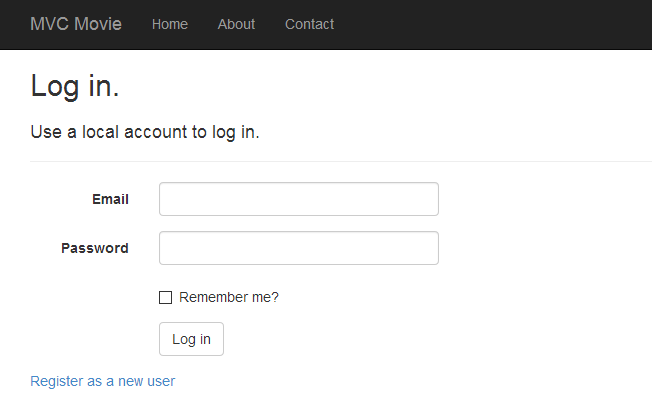 MVC Movie Home About Contact
Log in.
Use a local account to log in.
Email
Password
Remember me?
Log in
Register as a new user